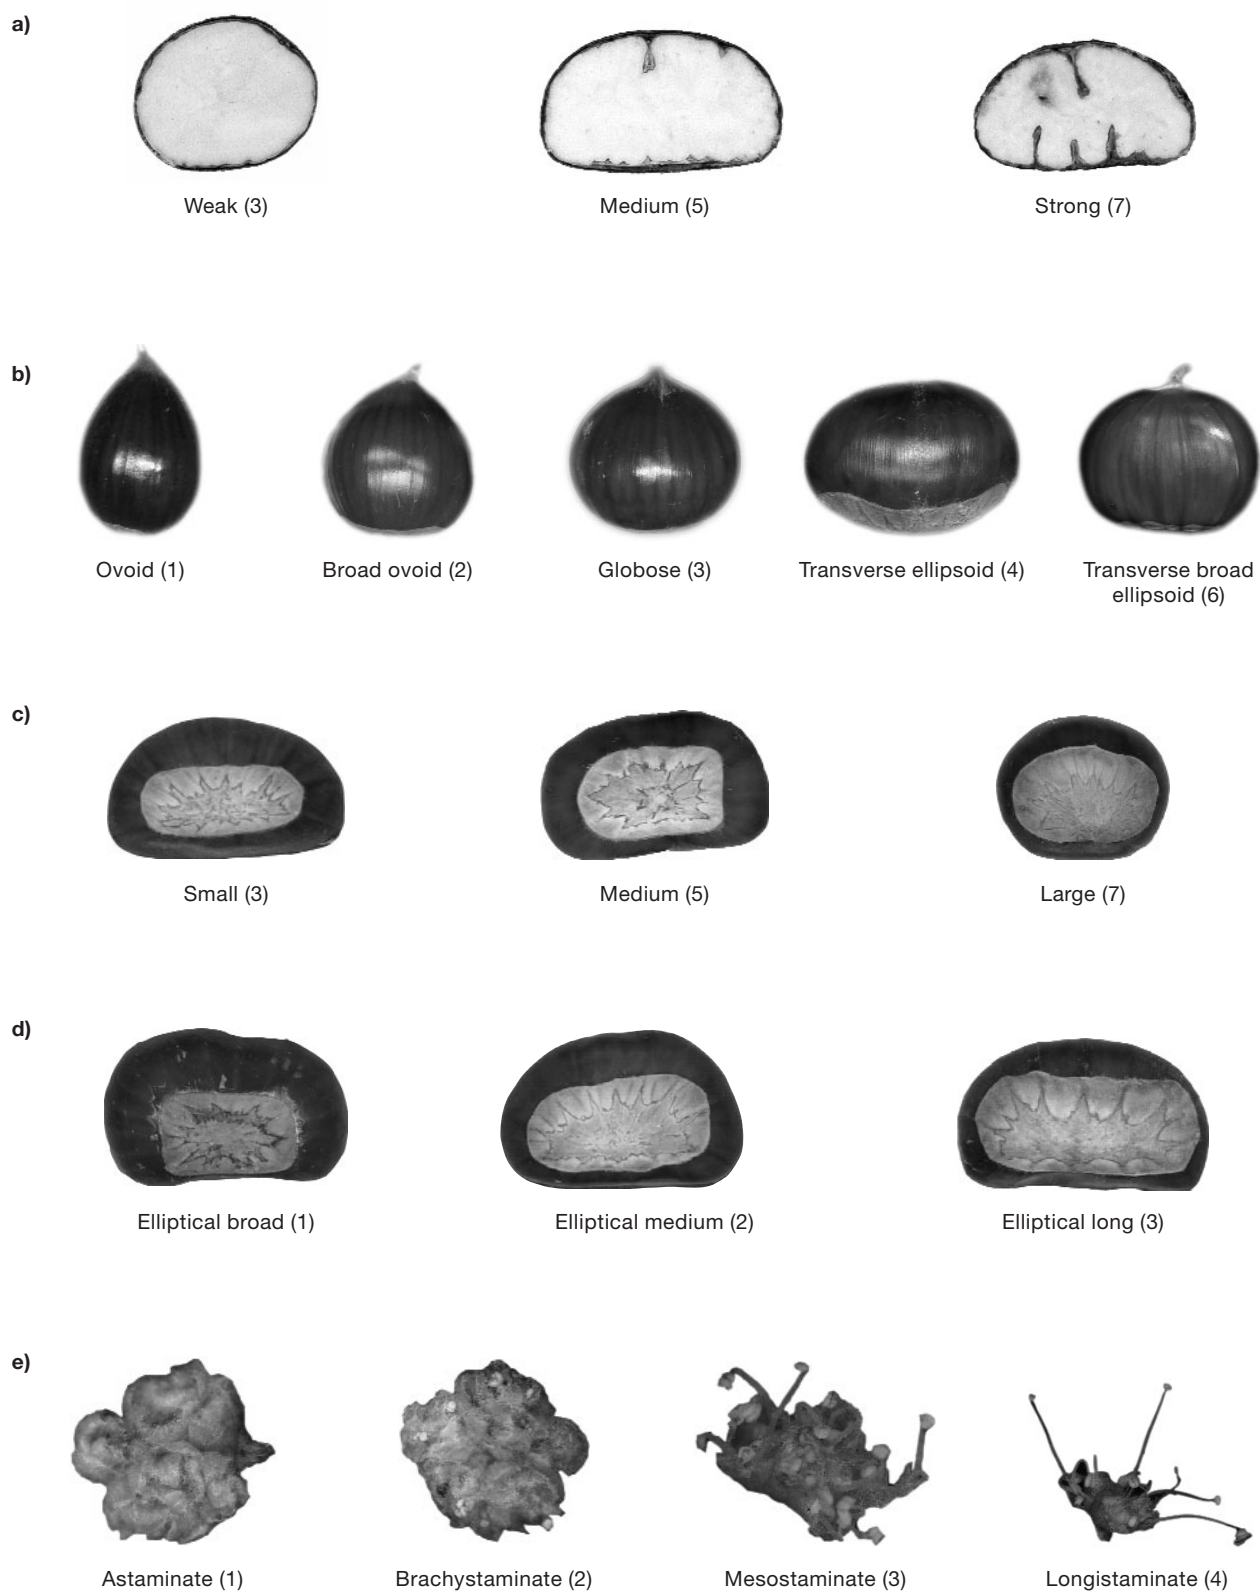 a)
Weak (3)
Medium (5)
Strong (7)
b)
Ovoid (1)
Broad ovoid (2)
Globose (3)
Transverse ellipsoid (4)
Transverse broad
ellipsoid (6)
c)
Small (3)
Medium (5)
Large (7)
d)
Elliptical broad (1)
Elliptical medium (2)
Elliptical long (3)
e)
Astaminate (1)
Brachystaminate (2)
Mesostaminate (3)
Longistaminate (4)